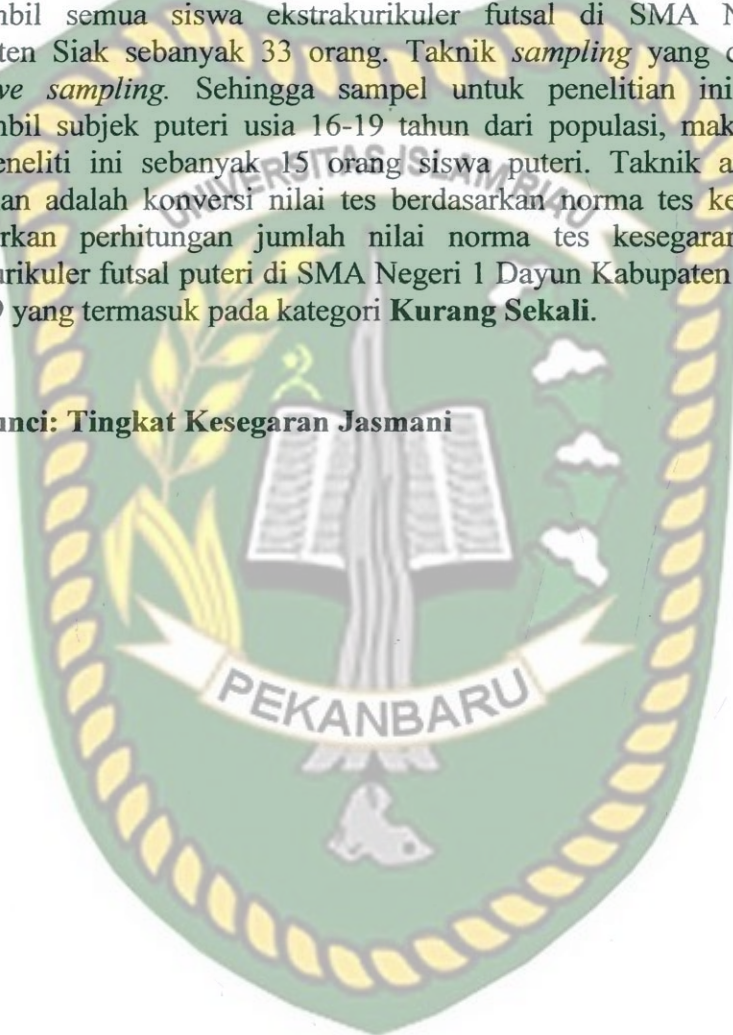 mbil semua siswa ekstrakurikuler futsal di SMA N
ten Siak sebanyak 33 orang. Taknik sampling yang d
ve sampling. Sehingga sampel untuk penelitian ini
mbil subjek puteri usia 16-19 tahun dari populasi, mak
eneliti ini sebanyak 15 orang siswa puteri. Taknik a
an adalah konversi nilai tes berdasarkan norma tes ke
rkan perhitungan jumlah nilai norma tes kesegaran
urikuler futsal puteri di SMA Negeri 1 Dayun Kabupaten
9 yang termasuk pada kategori Kurang Sekali.
unci: Tingkat Kesegaran Jasmani
UNIVERSITAS ISLAM RIAU
PEKANBARU